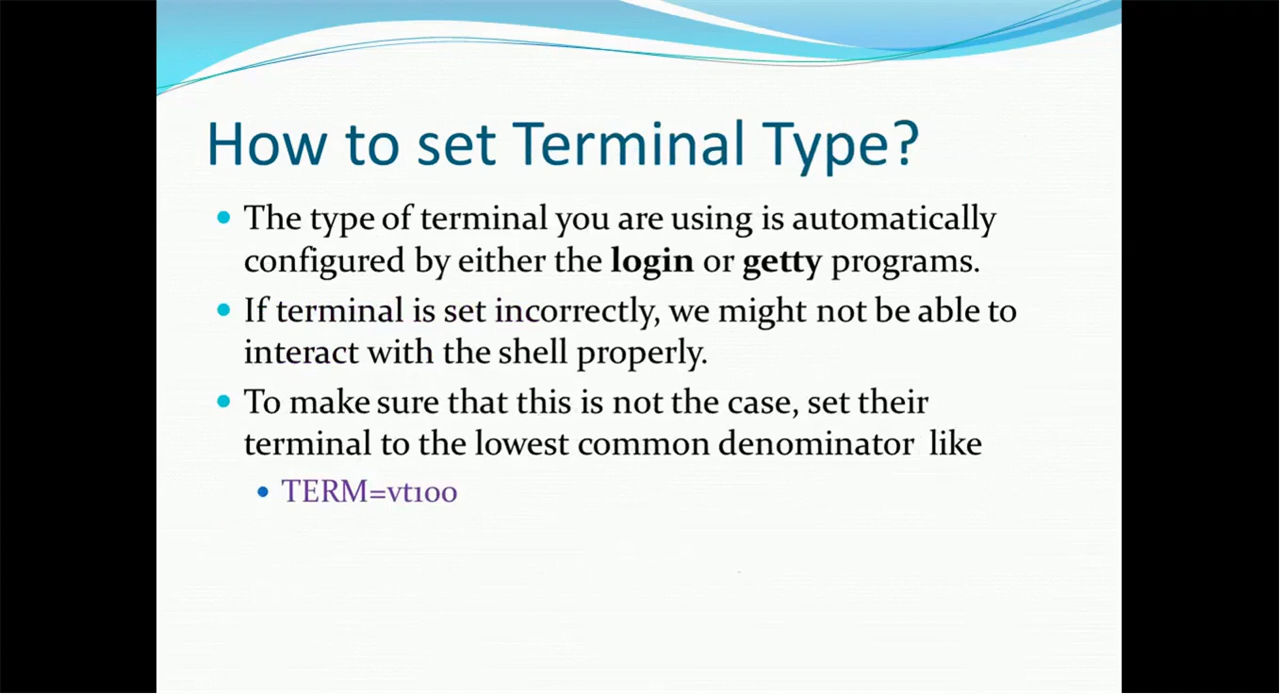 How to set Terminal Type?
The type of terminal you are using is automatically
configured by either the login or getty programs.
If terminal is set incorrectly, we might not be able to
interact with the shell properly.
To make sure that this is not the case, set their
terminal to the lowest common denominator like
TERM=vt100